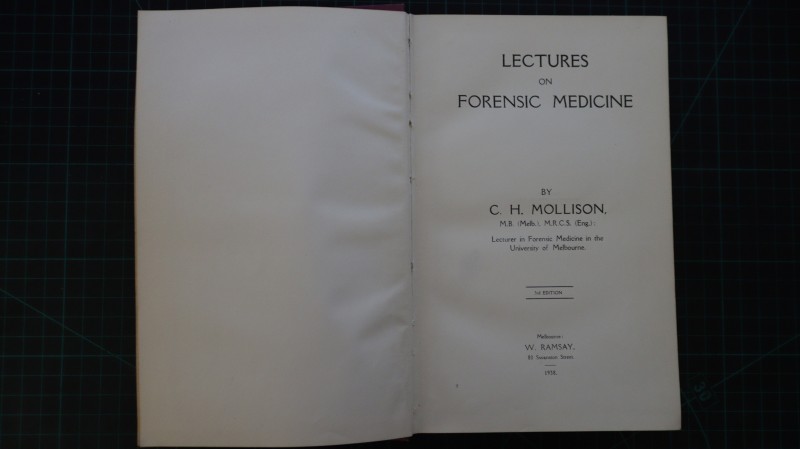 LECTURES
ON
FORENSIC MEDICINE
BY
C. H. MOLLISON,
M.B. (Melb.), M.R.C.S. (Eng.);
Lecturer in Forensic Medicine in the
University of Melbourne.
EDITION
Melbourne:
W. RAMSAY,
Swanston Street.